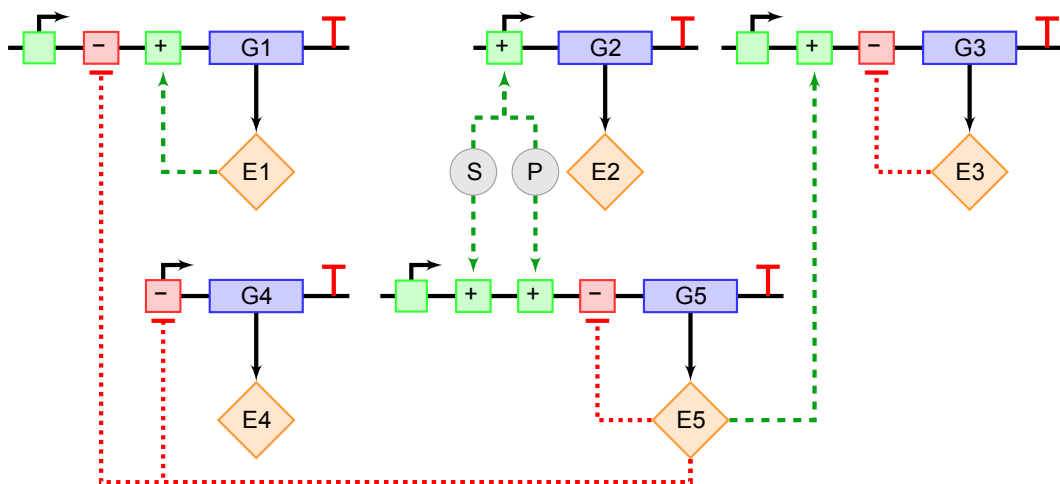 − + G1
+ G2
+ − G3
E1
S P E2
E3
− G4
+ + − G5
E4
E5